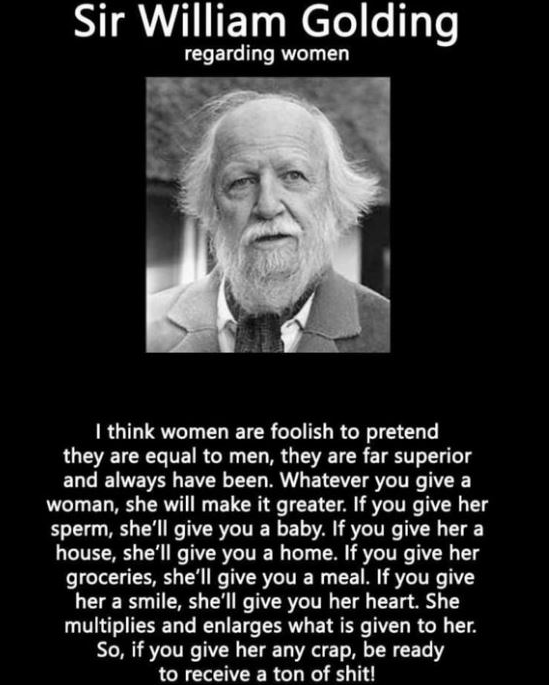 Sir William Golding
regarding women
I think women are foolish to pretend
they are equal to men, they are far superior
and always have been. Whatever you give a
woman, she will make it greater. If you give her
sperm, she’ll give you a baby. If you give her a
house, she’ll give you a home. If you give her
groceries, she’ll give you a meal. If you give
her a smile, she’ll give you her heart. She
multiplies and enlarges what is given to her.
So, if you give her any crap, be ready
to receive a ton of shit!